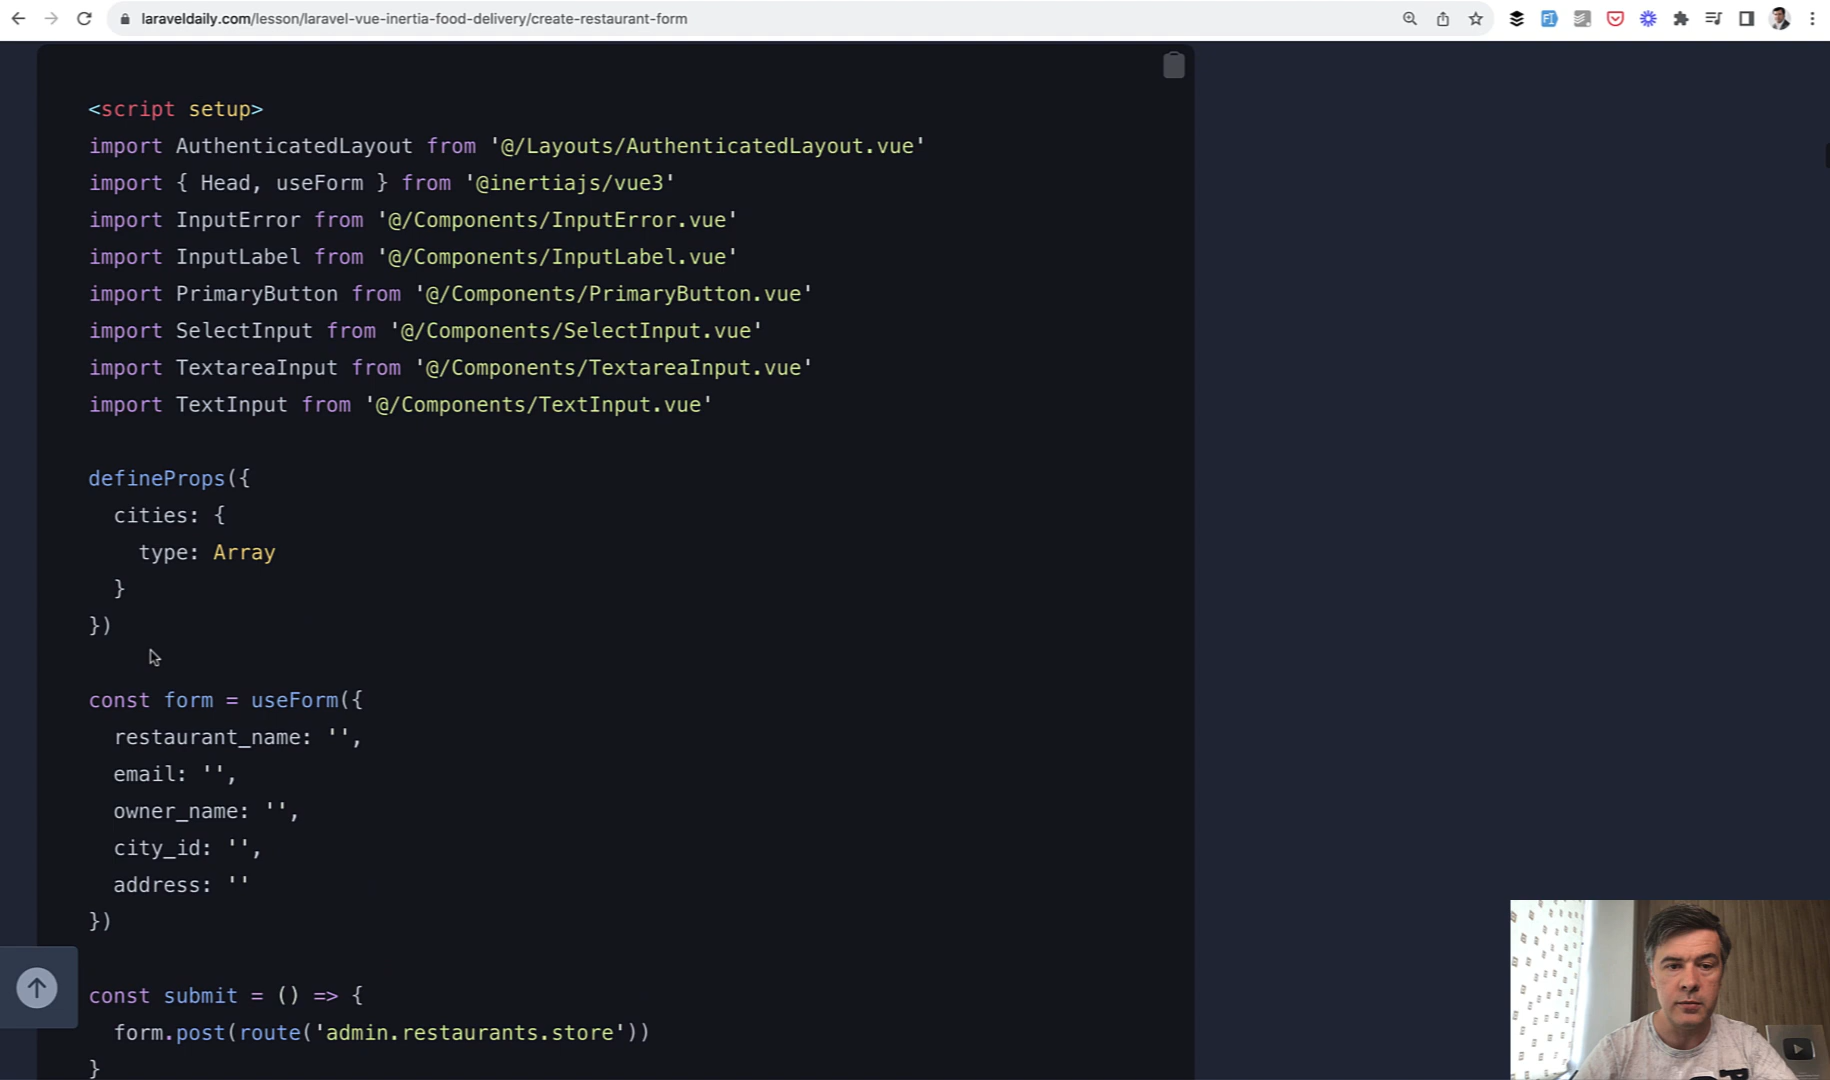 laraveldaily.com/lesson/laravel-vue-inertia-food-delivery/create-restaurant-form
<script setup>
import AuthenticatedLayout from '@/Layouts/AuthenticatedLayout.vue'
import { Head, useForm } from '@inertiajs/vue3'
import InputError from '@/Components/InputError.vue'
import InputLabel from '@/Components/InputLabel.vue'
import PrimaryButton from '@/Components/PrimaryButton.vue'
import SelectInput from '@/Components/SelectInput.vue'
import TextareaInput from '@/Components/TextareaInput.vue'
import TextInput from '@/Components/TextInput.vue'
defineProps({
cities: {
type: Array
}
})
const form = useForm({
restaurant_name: '',
email: '',
owner_name: '',
city_id: '',
address: ''
})
const submit = () => {
form.post(route('admin.restaurants.store'))
}